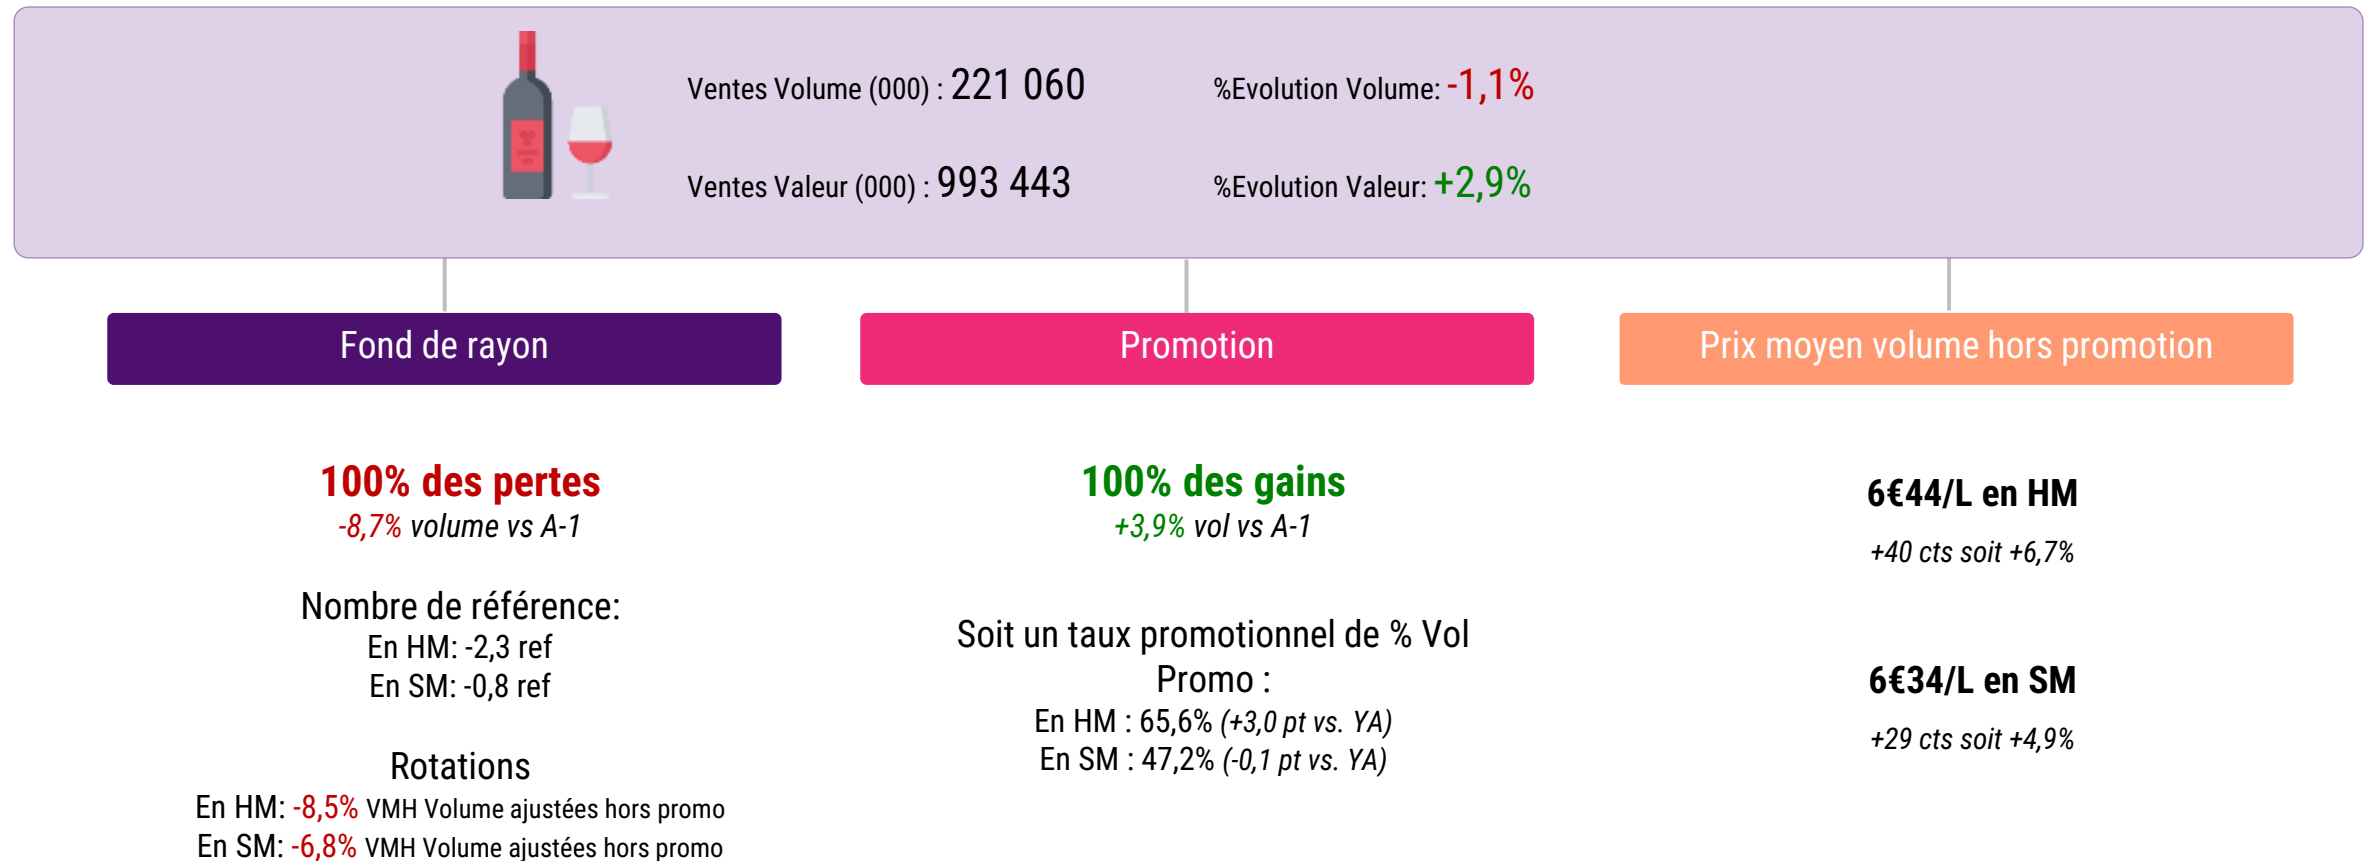 Ventes Volume (000) : 221 060
%Evolution Volume: -1,1%
Ventes Valeur (000) : 993 443
%Evolution Valeur: +2,9%
Fond de rayon
100% des pertes
-8,7% volume vs A-1
Nombre de référence:
En HM: -2,3 ref
En SM: -0,8 ref
Rotations
En HM: -8,5% VMH Volume ajustées hors promo
En SM: -6,8% VMH Volume ajustées hors promo
Promotion
100% des gains
+3,9% vol vs A-1
Soit un taux promotionnel de % Vol
Promo :
En HM : 65,6% (+3,0 pt vs. YA)
En SM : 47,2% (-0,1 pt vs. YA)
Prix moyen volume hors promotion
6€44/L en HM
+40 cts soit +6,7%
6€34/L en SM
+29 cts soit +4,9%